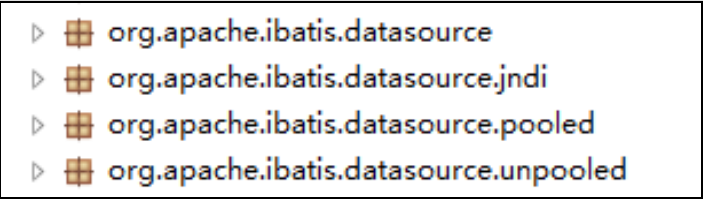 org.apache.ibatis.datasource
org.apache.ibatis.datasource.jndi
org.apache.ibatis.datasource.pooled
org.apache.ibatis.datasource.unpooled